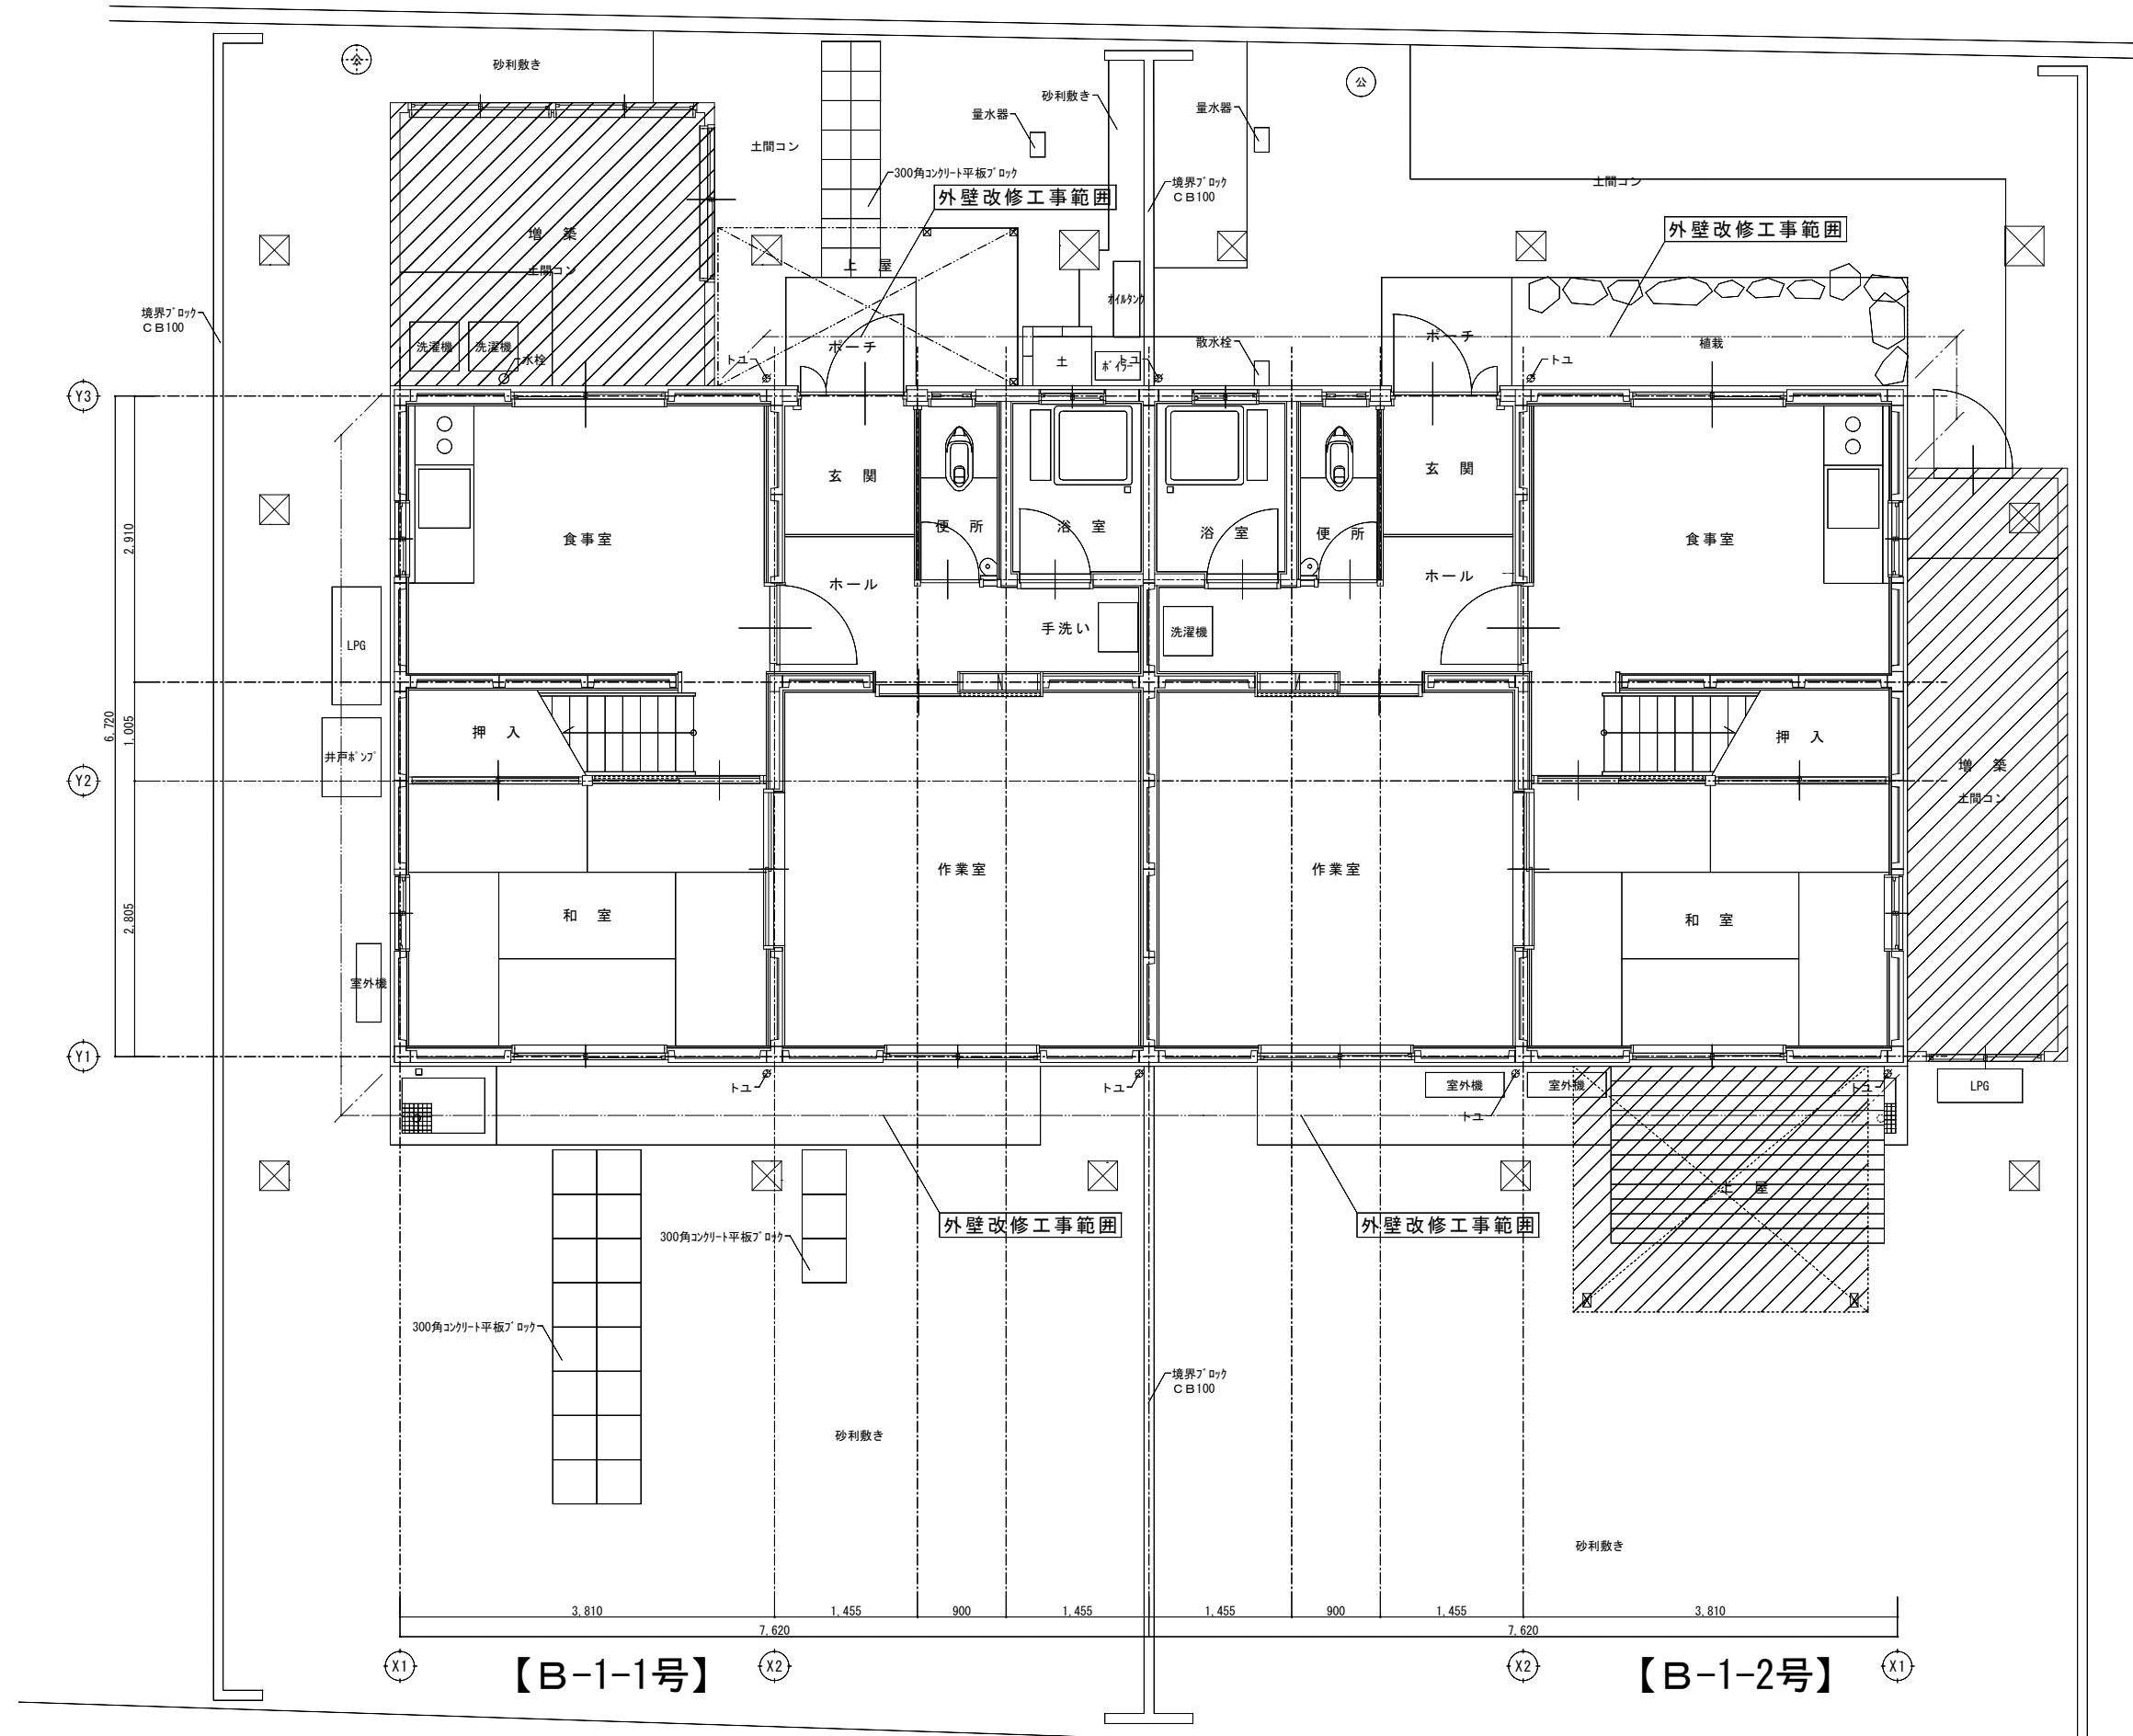 公
砂利敷き
公
砂利敷き
量水器
量水器
土間コン
300角ｺﾝｸﾘｰﾄ平板ﾌﾞﾛｯｸ
外壁改修工事範囲
境界ﾌﾞﾛｯｸ
ＣＢ100
土間コン
外壁改修工事範囲
増　築
土間コン
上　屋
ｵｲﾙﾀﾝｸ
境界ﾌﾞﾛｯｸ
ＣＢ100
洗濯機
洗濯機
水栓
トユ
ポーチ
土
ﾎﾞｲﾗｰ
トユ
散水栓
ポーチ
植栽
トユ
Y3
玄　関
玄　関
食事室
便　所
浴　室
浴　室
便　所
食事室
2,910
ホール
ホール
手洗い
洗濯機
LPG
6,720
1,005
押　入
押　入
井戸ﾎﾟﾝﾌﾟ
Y2
増　築
土間コン
作業室
作業室
2,805
和　室
和　室
室外機
Y1
トユ
トユ
室外機
室外機
トユ
トユ
LPG
上　屋
外壁改修工事範囲
外壁改修工事範囲
300角ｺﾝｸﾘｰﾄ平板ﾌﾞﾛｯｸ
300角ｺﾝｸﾘｰﾄ平板ﾌﾞﾛｯｸ
境界ﾌﾞﾛｯｸ
ＣＢ100
砂利敷き
砂利敷き
3,810
1,455
900
1,455
1,455
900
1,455
3,810
7,620
7,620
X1
【Ｂ-1-1号】
X2
X2
【Ｂ-1-2号】
X1